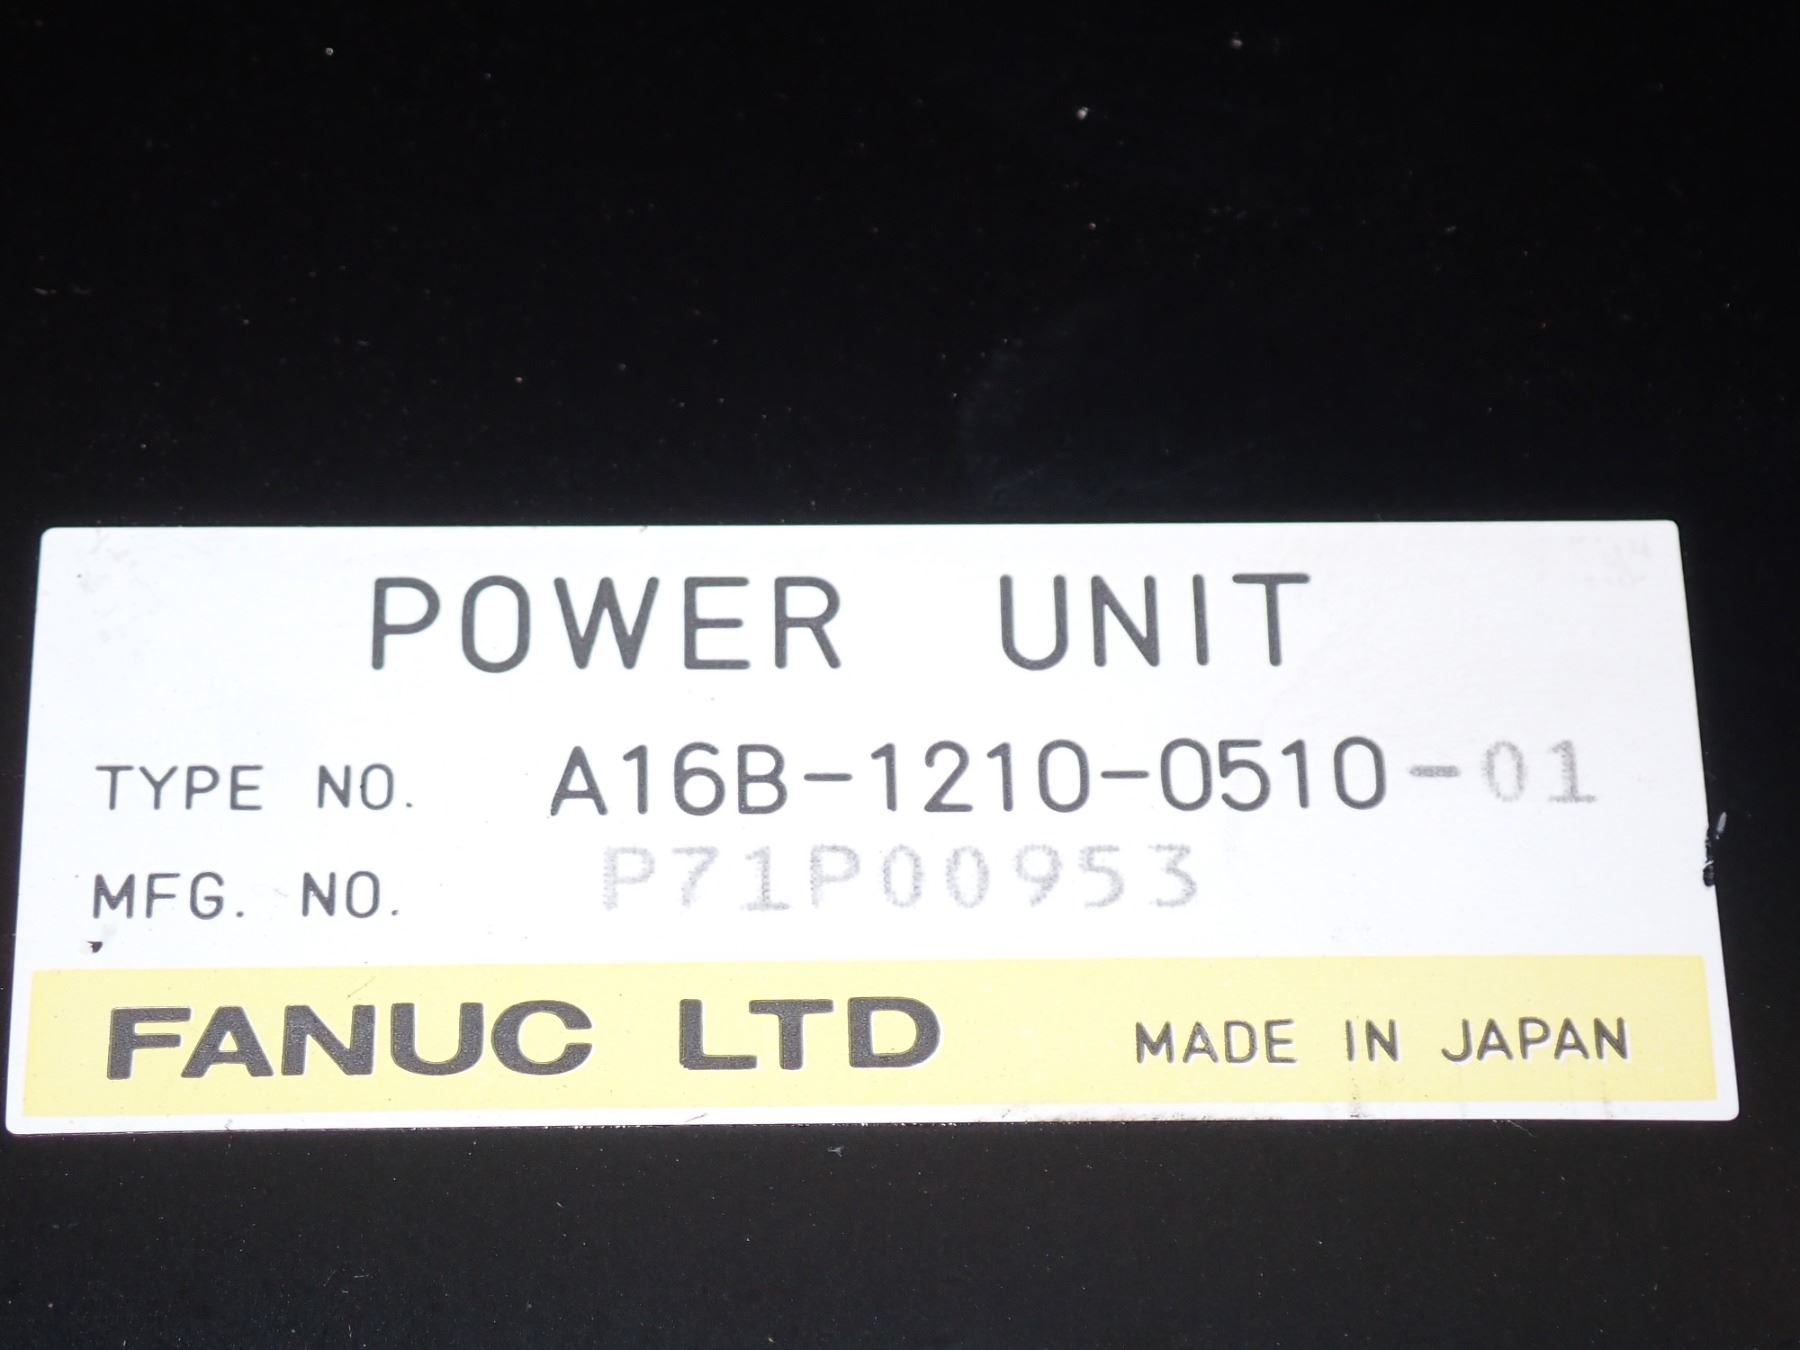 POWER UNIT
TYPE NO. A16B-1210-0510-01
MFG. NO. P71P00953
FANUC LTD MADE IN JAPAN